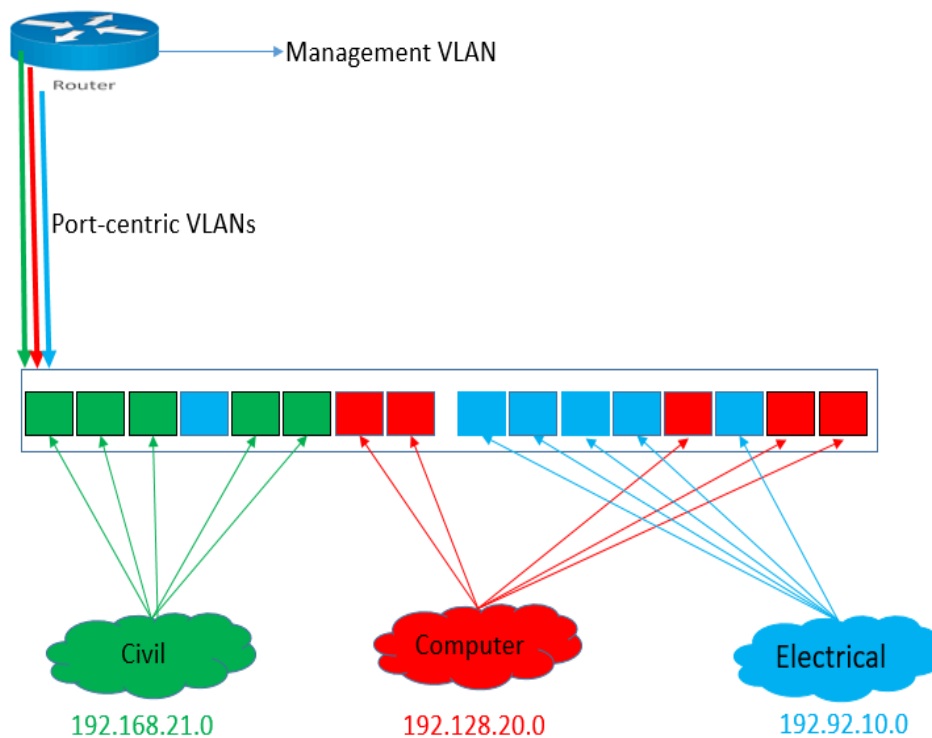 Management VLAN
Router
Port-centric VLANs
Civil
Computer
Electrical
192.168.21.0
192.128.20.0
192.92.10.0